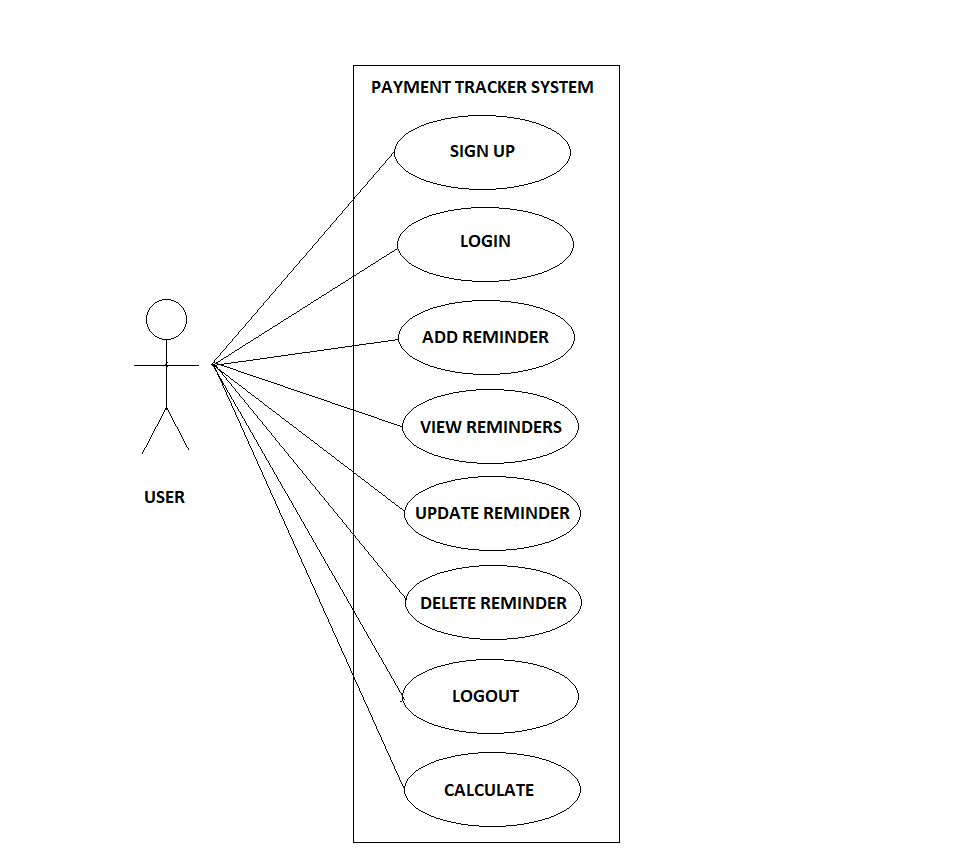 PAYMENT TRACKER SYSTEM
SIGN UP
LOGIN
ADD REMINDER
VIEW REMINDERS
USER
UPDATE REMINDER
DELETE REMINDER
LOGOUT
CALCULATE